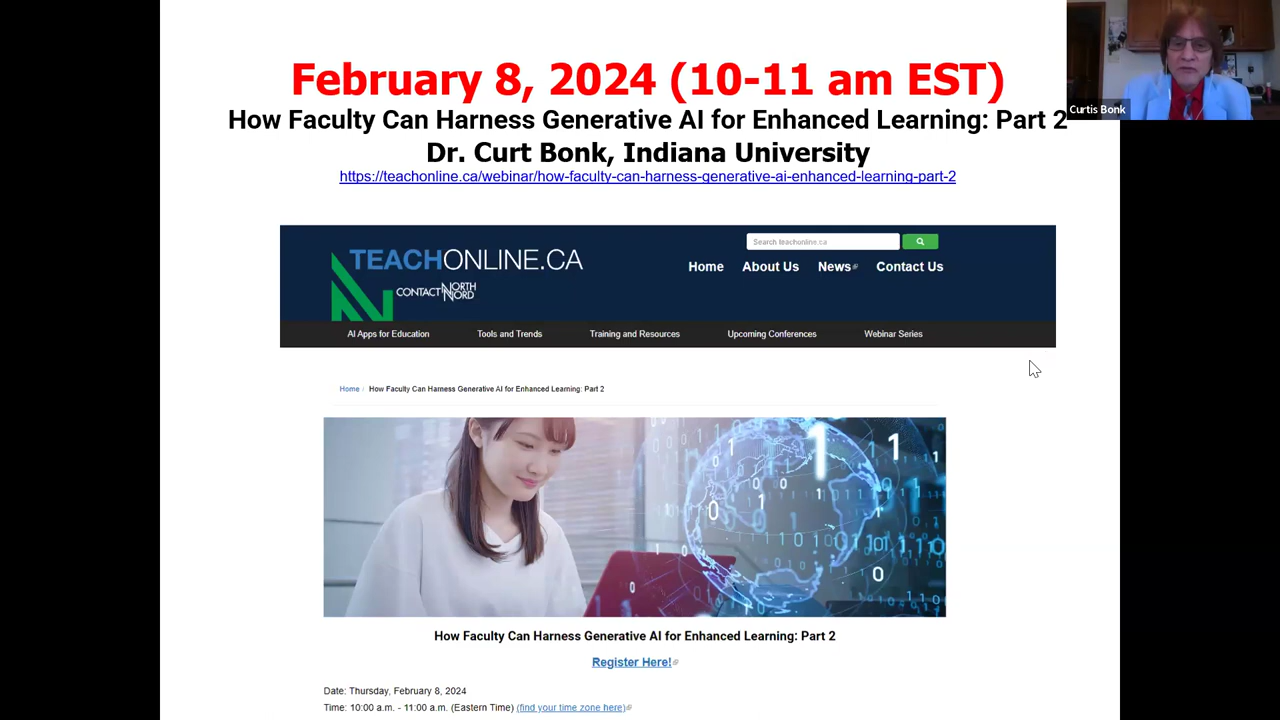 February 8, 2024 (10-11 am EST)
How Faculty Can Harness Generative AI for Enhanced Learning: Part 2
Dr. Curt Bonk, Indiana University
https://teachonline.ca/webinar/how-faculty-can-harness-generative-ai-enhanced-learning-part-2
Curtis Bonk
Search teachonline.ca
TEACHONLINE.CA
CONTACT NORTH NORD
Home About Us News Contact Us
AI Apps for Education Tools and Trends Training and Resources Upcoming Conferences Webinar Series
Home / How Faculty Can Harness Generative AI for Enhanced Learning: Part 2
How Faculty Can Harness Generative AI for Enhanced Learning: Part 2
Register Here!
Date: Thursday, February 8, 2024
Time: 10:00 a.m. - 11:00 a.m. (Eastern Time) (find your time zone here)